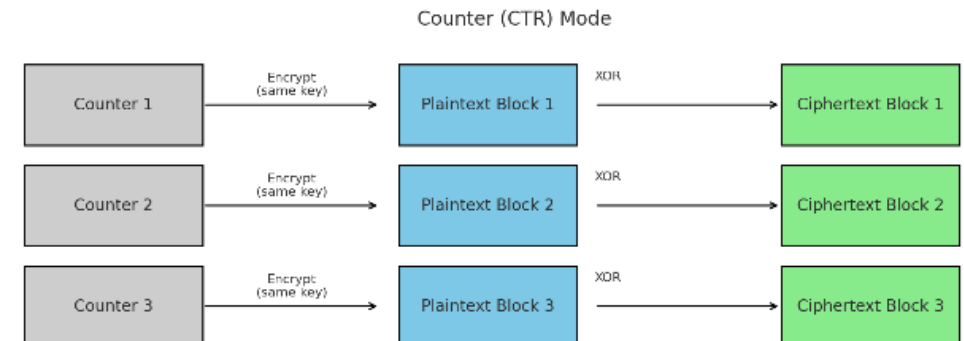 Counter (CTR) Mode
Counter 1
Encrypt
(same key)
Plaintext Block 1
XOR
Ciphertext Block 1
Counter 2
Encrypt
(same key)
Plaintext Block 2
XOR
Ciphertext Block 2
Counter 3
Encrypt
(same key)
Plaintext Block 3
XOR
Ciphertext Block 3